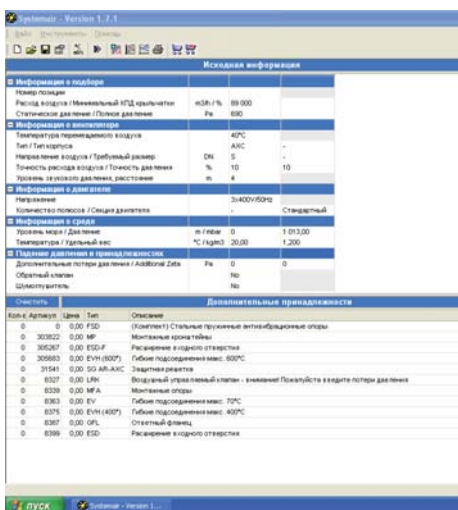 Systemair - Version 1.7.1
Файл Инструменты Помощь
Исходная информация
Информация о подборе
Номер позиции
Расход воздуха / Минимальный КПД крыльчатки m3/h / % 89 000
Статическое давление / Полное давление Pa 690
Информация о вентиляторе
Температура перемещаемого воздуха 40°C
Тип / Тип корпуса AXC -
Направление воздуха / Требуемый размер DN S -
Точность расхода воздуха / Точность давления % 10 10
Уровень звукового давления, расстояние m 4
Информация о двигателе
Напряжение 3x400V/50Hz
Количество полюсов / Секция двигателя - Стандартный
Информация о среде
Уровень моря / Давление m / mbar 0 1 013,00
Температура / Удельный вес °C / kg/m3 20,00 1,200
Падение давления в принадлежностях
Дополнительные потери давления / Additional Zeta Pa 0 0
Обратный клапан No
Шумоглушитель No
Очистить Дополнительные принадлежности
Кол-в Артикул Цена Тип Описание
0 0 0,00 FSD (Комплект) Стальные пружинные антивибрационные опоры
0 303822 0,00 MP Монтажные кронштейны
0 305267 0,00 ESD-F Расширение входного отверстия
0 305683 0,00 EVH (600°) Гибкие подсоединения макс. 600°C
0 31541 0,00 SG AR-AXC Защитная решетка
0 8327 0,00 LRK Воздушный управляемый клапан - внимание! Пожалуйста введите потери давления
0 8339 0,00 MFA Монтажные опоры
0 8363 0,00 EV Гибкие подсоединения макс. 70°C
0 8375 0,00 EVH (400°) Гибкие подсоединения макс. 400°C
0 8387 0,00 GFL Ответный фланец
0 8399 0,00 ESD Расширение входного отверстия
пуск Systemair - Version 1....